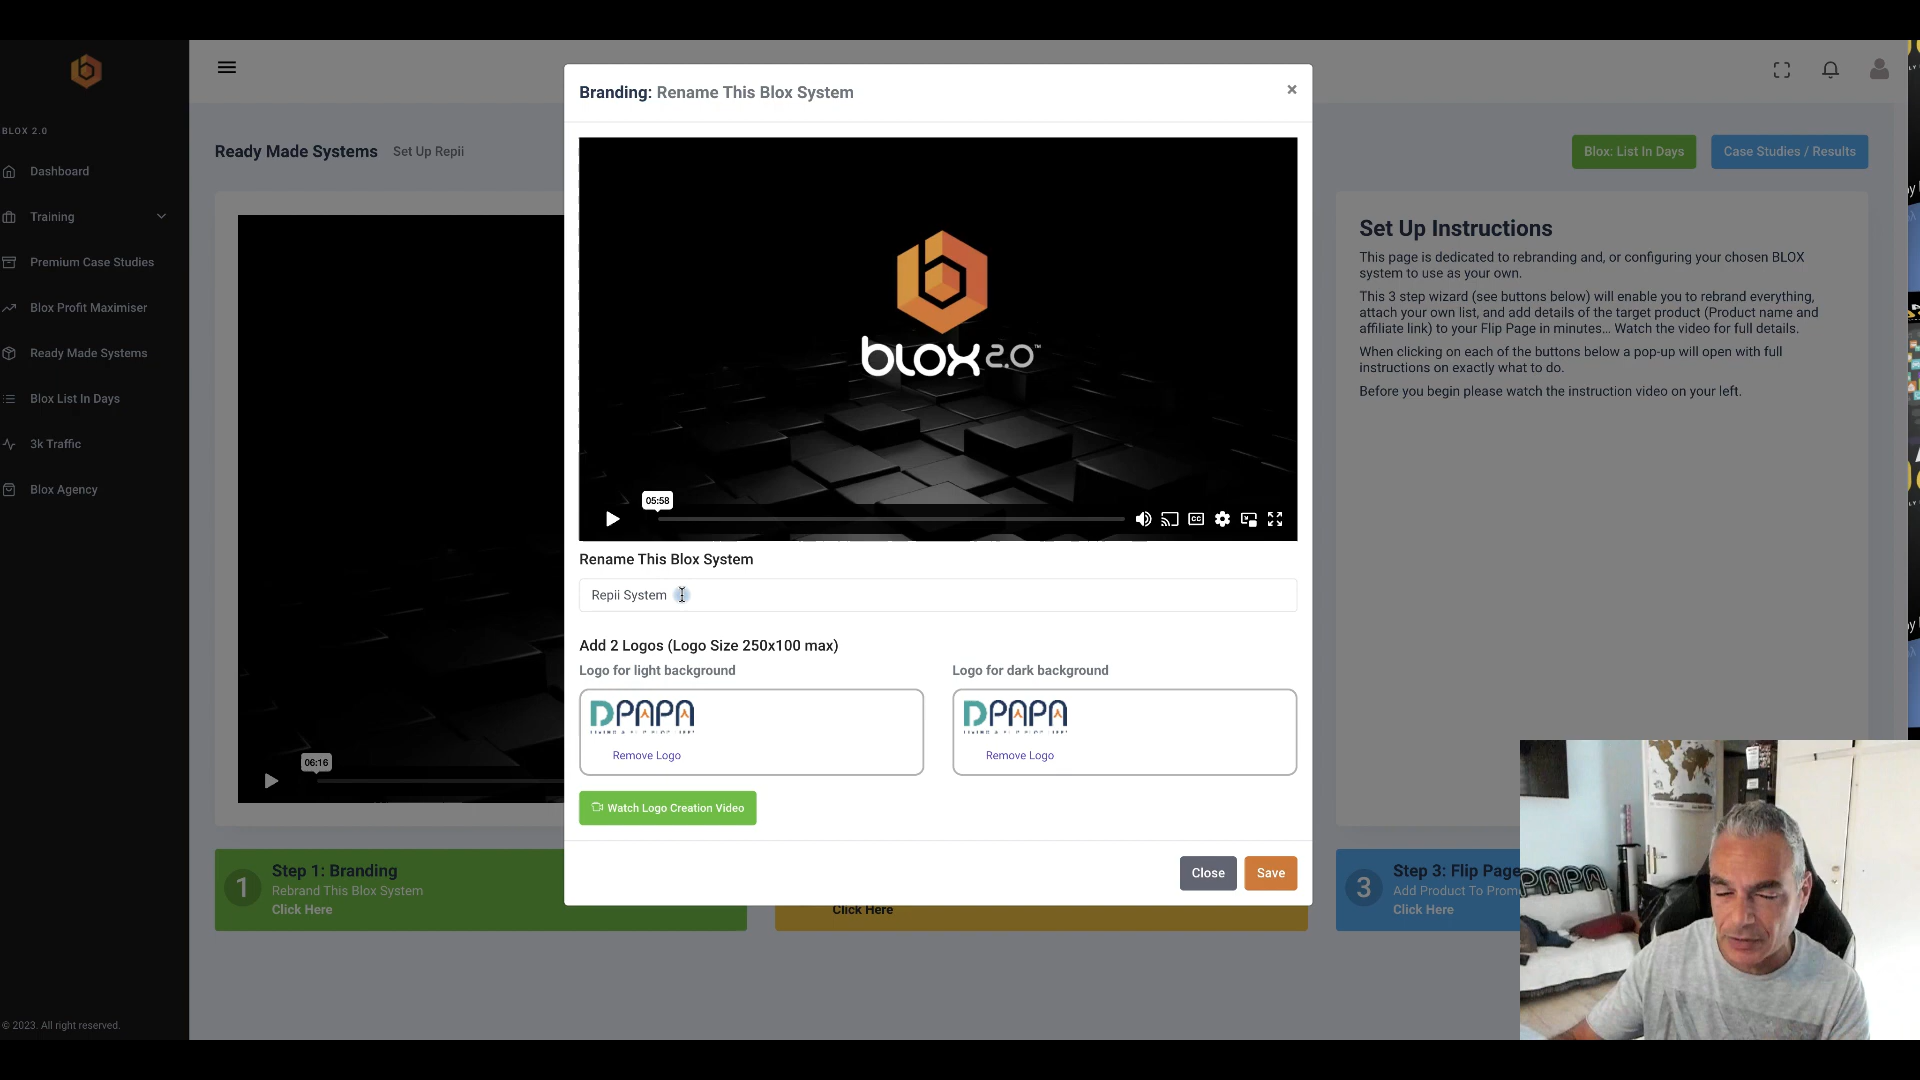 BLOX 2.0
Dashboard
Training
Premium Case Studies
Blox Profit Maximiser
Ready Made Systems
Blox List In Days
3k Traffic
Blox Agency
© 2023. All right reserved.
Ready Made Systems Set Up Repii
Blox: List In Days
Case Studies / Results
06:16
Branding: Rename This Blox System
×
blox 2.0™
05:58
CC
Rename This Blox System
Repii System
Add 2 Logos (Logo Size 250x100 max)
Logo for light background
DPAPA
Remove Logo
Logo for dark background
DPAPA
Remove Logo
Watch Logo Creation Video
Close
Save
Set Up Instructions
This page is dedicated to rebranding and, or configuring your chosen BLOX
system to use as your own.
This 3 step wizard (see buttons below) will enable you to rebrand everything,
attach your own list, and add details of the target product (Product name and
affiliate link) to your Flip Page in minutes... Watch the video for full details.
When clicking on each of the buttons below a pop-up will open with full
instructions on exactly what to do.
Before you begin please watch the instruction video on your left.
1
Step 1: Branding
Rebrand This Blox System
Click Here
Click Here
3
Step 3: Flip Page
Add Product To Prom
Click Here
PAPA